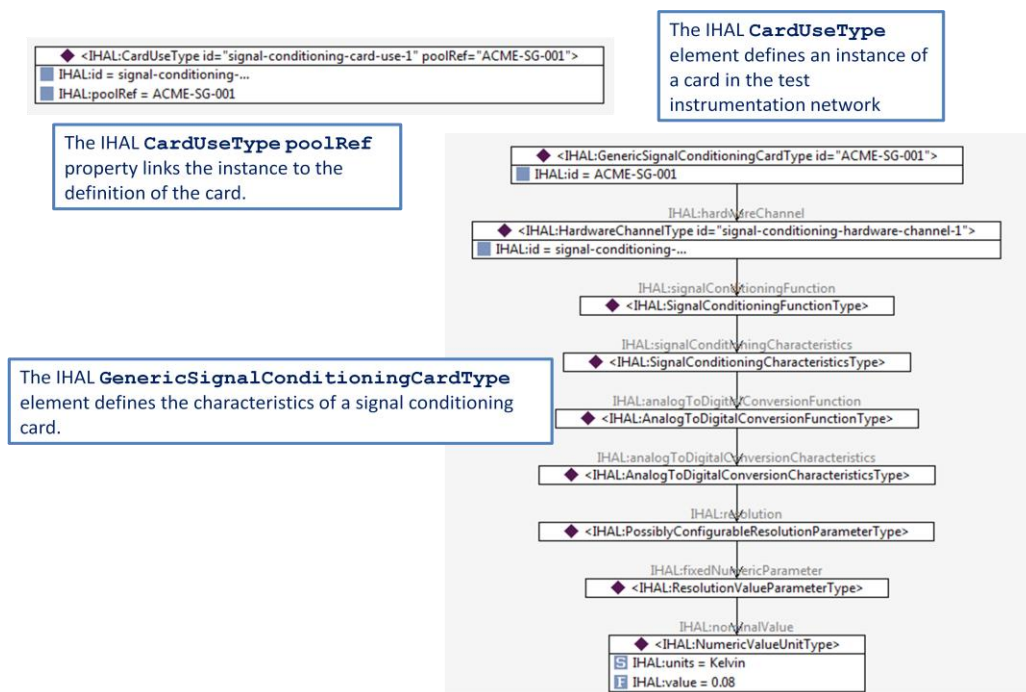 The IHAL CardUseType
element defines an instance of
a card in the test
instrumentation network
<IHAL:CardUseType id="signal-conditioning-card-use-1" poolRef="ACME-SG-001">
IHAL:id = signal-conditioning-...
IHAL:poolRef = ACME-SG-001
The IHAL CardUseType poolRef
property links the instance to the
definition of the card.
<IHAL:GenericSignalConditioningCardType id="ACME-SG-001">
IHAL:id = ACME-SG-001
IHAL:hardwareChannel
<IHAL:HardwareChannelType id="signal-conditioning-hardware-channel-1">
IHAL:id = signal-conditioning-...
IHAL:signalConditioningFunction
<IHAL:SignalConditioningFunctionType>
IHAL:signalConditioningCharacteristics
<IHAL:SignalConditioningCharacteristicsType>
The IHAL GenericSignalConditioningCardType
element defines the characteristics of a signal conditioning
card.
IHAL:analogToDigitalConversionFunction
<IHAL:AnalogToDigitalConversionFunctionType>
IHAL:analogToDigitalConversionCharacteristics
<IHAL:AnalogToDigitalConversionCharacteristicsType>
IHAL:resolution
<IHAL:PossiblyConfigurableResolutionParameterType>
IHAL:fixedNumericParameter
<IHAL:ResolutionValueParameterType>
IHAL:nominalValue
<IHAL:NumericValueUnitType>
S IHAL:units = Kelvin
F IHAL:value = 0.08